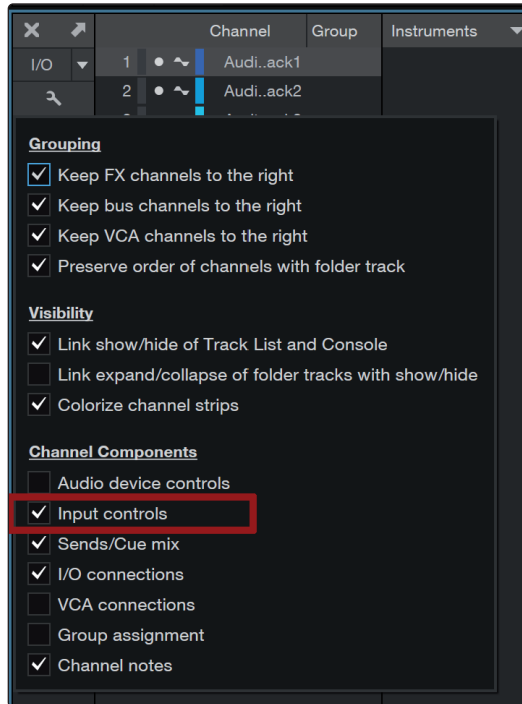 Channel Group Instruments
I/O 1 Audi..ack1
2 Audi..ack2
Grouping
Keep FX channels to the right
Keep bus channels to the right
Keep VCA channels to the right
Preserve order of channels with folder track
Visibility
Link show/hide of Track List and Console
Link expand/collapse of folder tracks with show/hide
Colorize channel strips
Channel Components
Audio device controls
Input controls
Sends/Cue mix
I/O connections
VCA connections
Group assignment
Channel notes